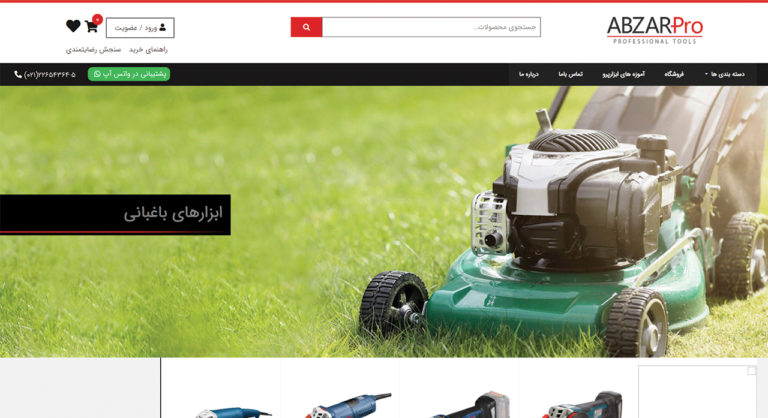 ABZARPro
PROFESSIONAL TOOLS
جستجوی محصولات...
ورود / عضویت
۰
راهنمای خرید
سنجش رضایتمندی
دسته بندی ها
فروشگاه
آموزه های ابزارپرو
تماس باما
درباره ما
پشتیبانی در واتس آپ
(۰۲۱)۲۲۶۵۴۳۶۴-۵
ابزارهای باغبانی